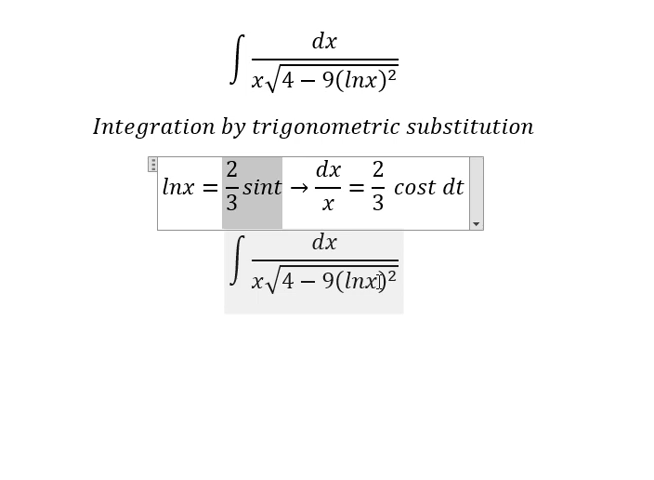 ∫ dx / x√4 − 9(lnx)²
Integration by trigonometric substitution
lnx = 2/3 sint → dx/x = 2/3 cost dt
∫ dx / x√4 − 9(lnx)²